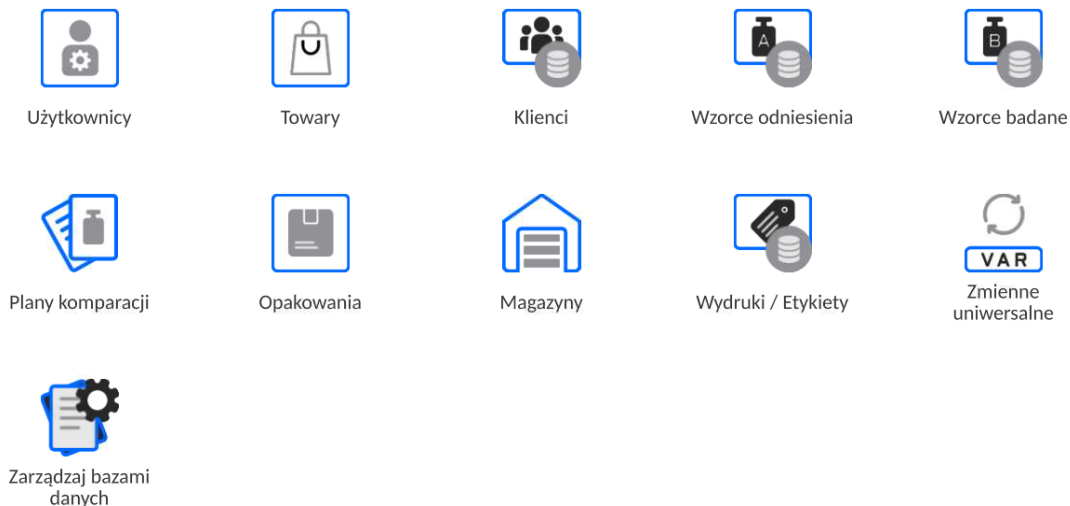 Użytkownicy
Towary
Klienci
A
Wzorce odniesienia
B
Wzorce badane
Plany komparacji
Opakowania
Magazyny
Wydruki / Etykiety
VAR
Zmienne
uniwersalne
Zarządzaj bazami
danych